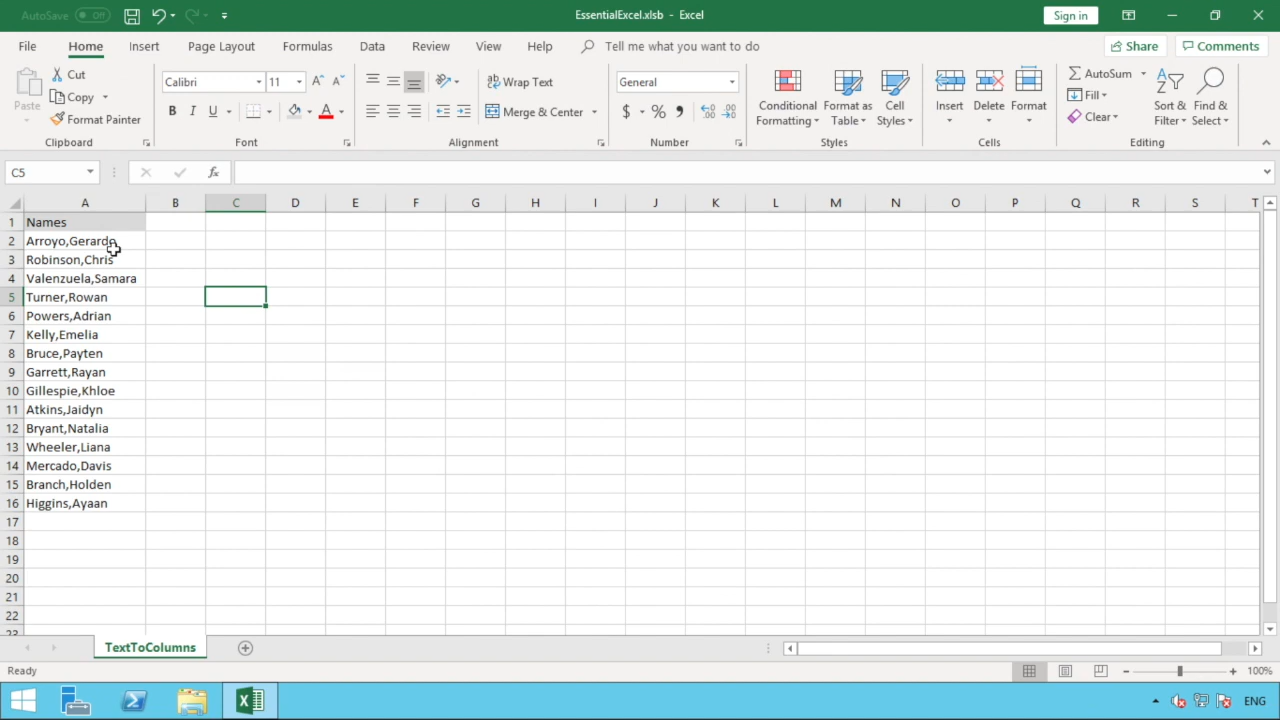 AutoSave Off EssentialExcel.xlsb - Excel Sign in
File Home Insert Page Layout Formulas Data Review View Help Tell me what you want to do Share Comments
Paste Cut Copy Format Painter
Calibri 11 B I U A
Wrap Text
Merge & Center
General
$ %
Conditional Formatting Format as Table Cell Styles
Insert Delete Format
AutoSum Fill Clear
Sort & Filter Find & Select
Clipboard Font Alignment Number Styles Cells Editing
C5 fx
A B C D E F G H I J K L M N O P Q R S T
1 Names
2 Arroyo,Gerardo
3 Robinson,Chris
4 Valenzuela,Samara
5 Turner,Rowan
6 Powers,Adrian
7 Kelly,Emelia
8 Bruce,Payten
9 Garrett,Rayan
10 Gillespie,Khloe
11 Atkins,Jaidyn
12 Bryant,Natalia
13 Wheeler,Liana
14 Mercado,Davis
15 Branch,Holden
16 Higgins,Ayaan
17
18
19
20
21
22
23
TextToColumns
Ready 100%
ENG